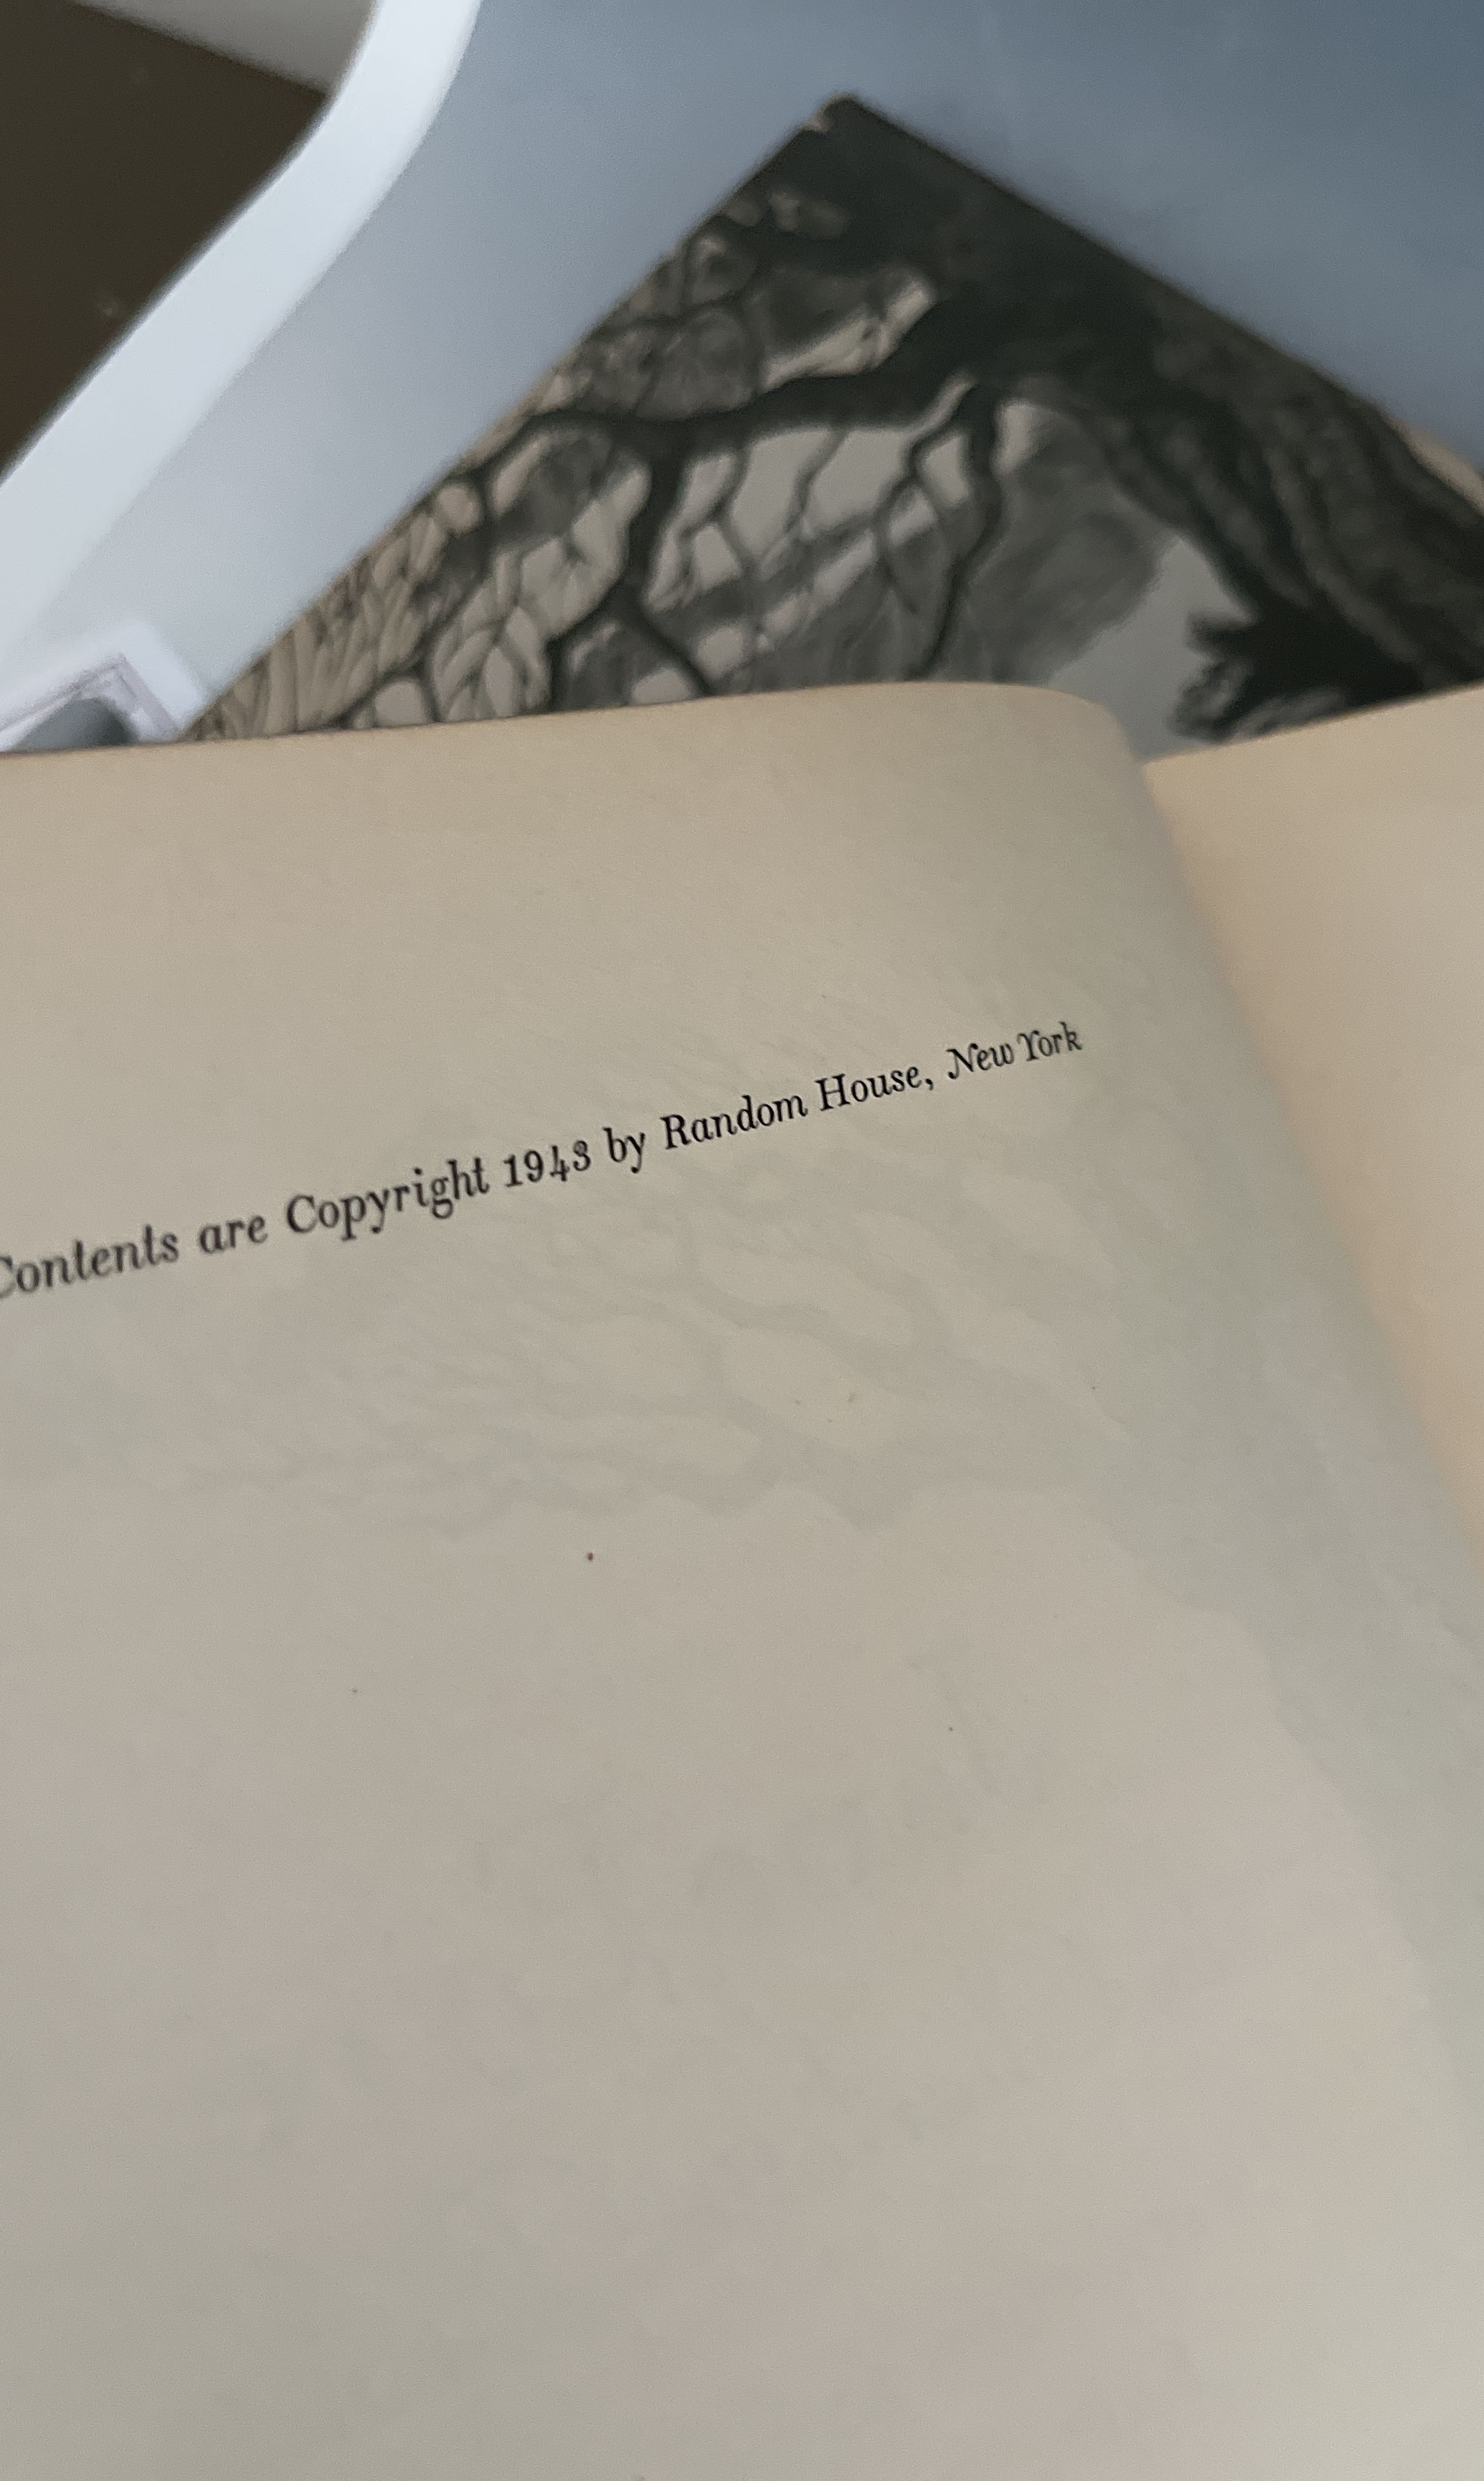 Contents are Copyright 1943 by Random House, New York